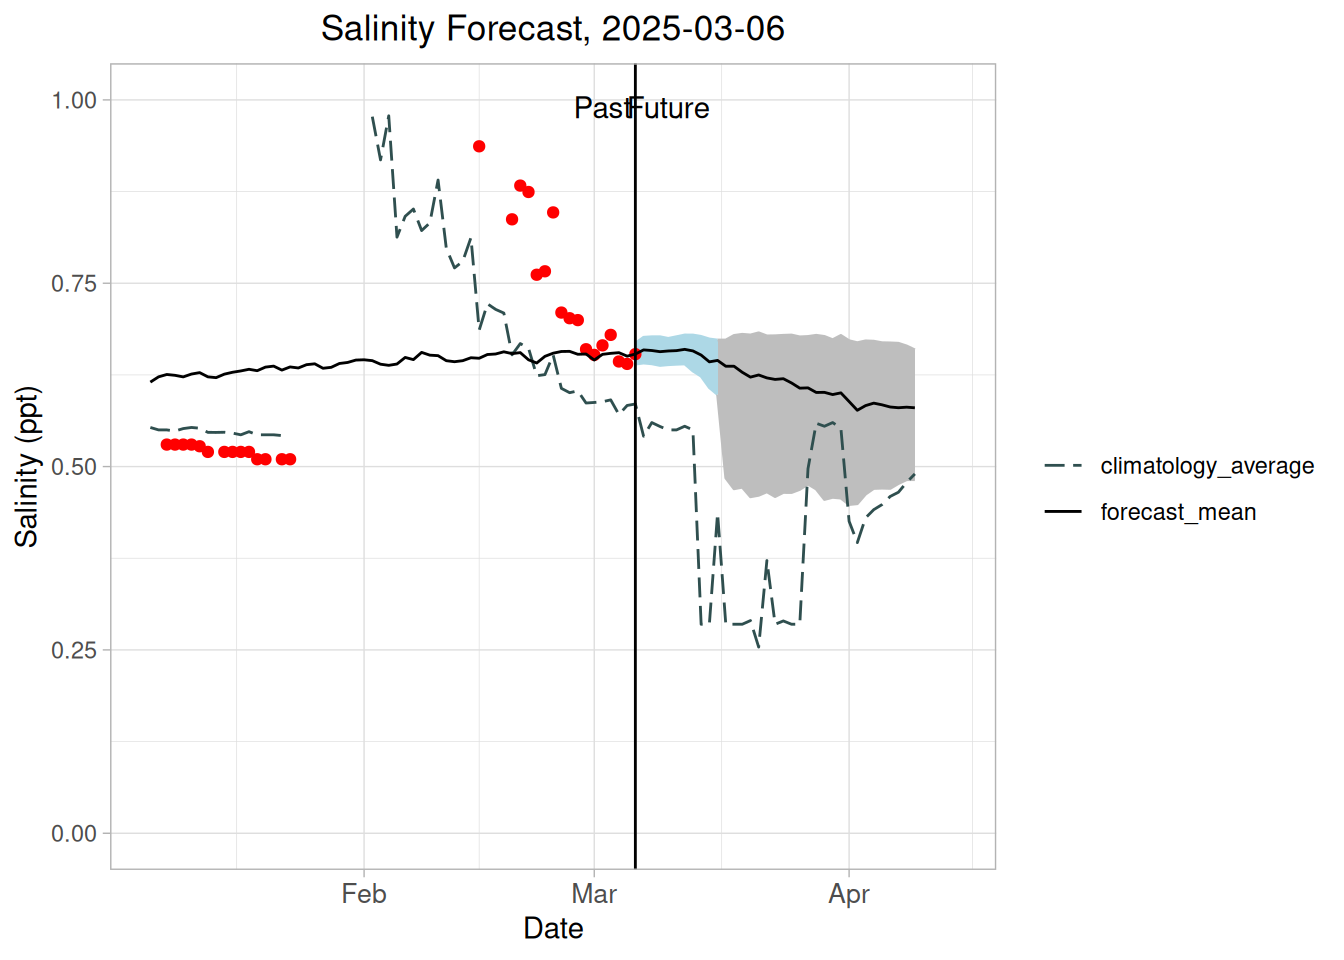 Salinity Forecast, 2025-03-06
PastFuture
1.00
0.75
0.50
0.25
0.00
Salinity (ppt)
Feb Mar Apr
Date
climatology_average
forecast_mean